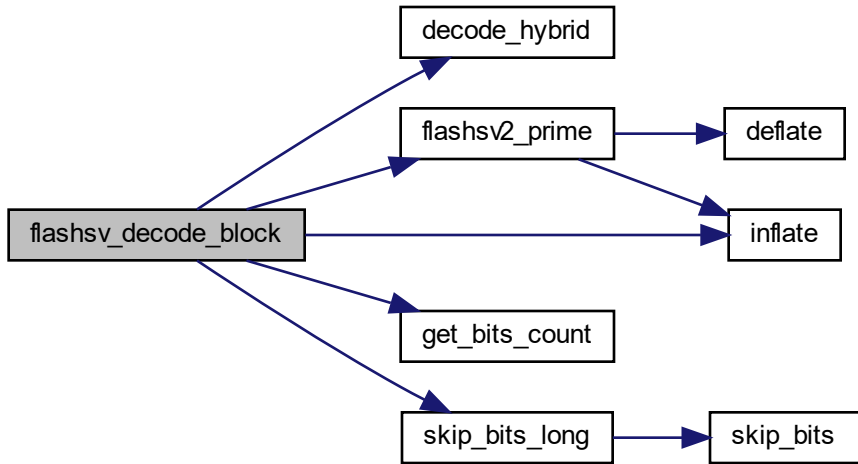 decode_hybrid
flashsv2_prime
deflate
flashsv_decode_block
inflate
get_bits_count
skip_bits_long
skip_bits